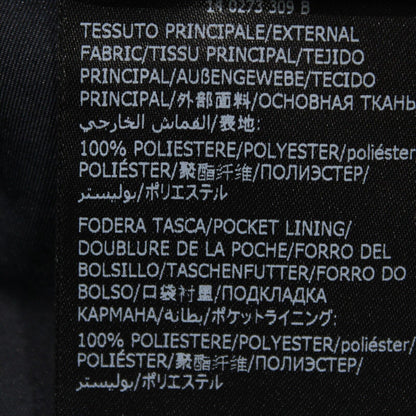 14 0273 309 B
TESSUTO PRINCIPALE/EXTERNAL
FABRIC/TISSU PRINCIPAL/TEJIDO
PRINCIPAL/AUßENGEWEBE/TECIDO
PRINCIPAL/外部面料/ОСНОВНАЯ ТКАНЬ
القماش الخارجي/表地:
100% POLIESTERE/POLYESTER/poliéster
POLIÉSTER/聚酯纤维/ПОЛИЭСТЕР/
بوليستر/ポリエステル
FODERA TASCA/POCKET LINING/
DOUBLURE DE LA POCHE/FORRO DEL
BOLSILLO/TASCHENFUTTER/FORRO DO
BOLSO/口袋衬里/ПОДКЛАДКА
КАРМАНА/بطانة/ポケットライニング:
100% POLIESTERE/POLYESTER/poliéster/
POLIÉSTER/聚酯纤维/ПОЛИЭСТЕР/
بوليستر/ポリエステル